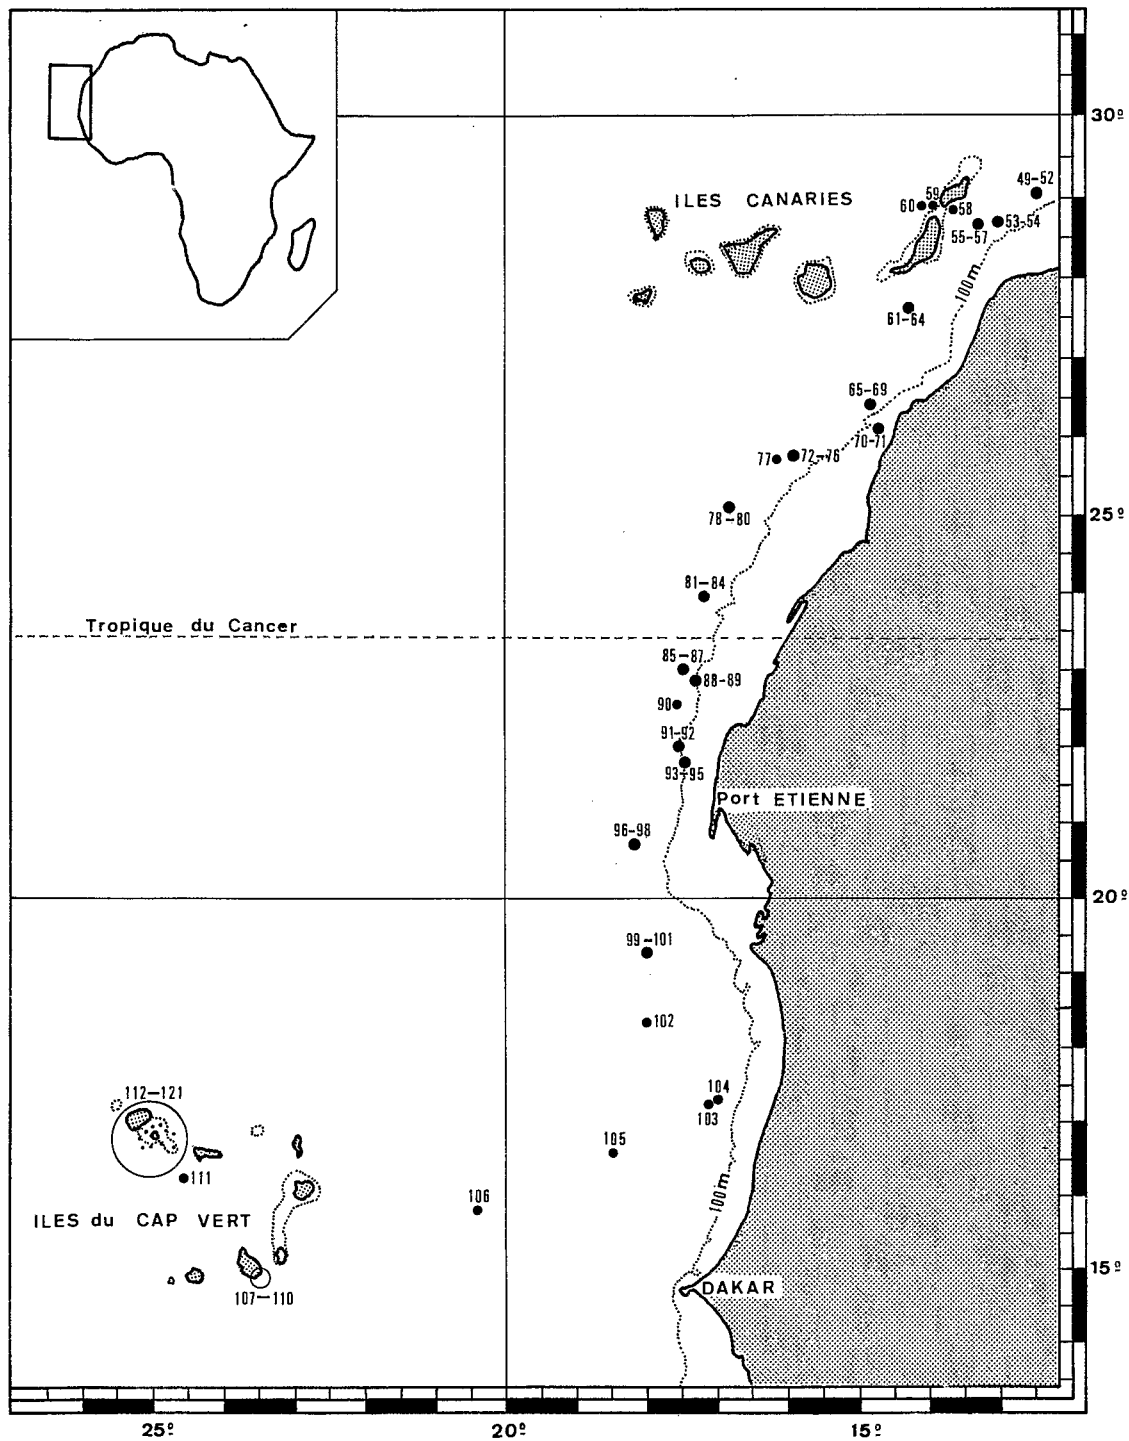 30º
ILES CANARIES
49-52
59
60
58
53-54
55-57
100m
61-64
65-69
70-71
77
72-76
78-80
25º
81-84
Tropique du Cancer
85-87
88-89
90
91-92
93-95
Port ETIENNE
96-98
20º
99-101
102
112-121
104
103
105
111
106
100m
ILES du CAP VERT
15º
DAKAR
107-110
25º
20º
15º